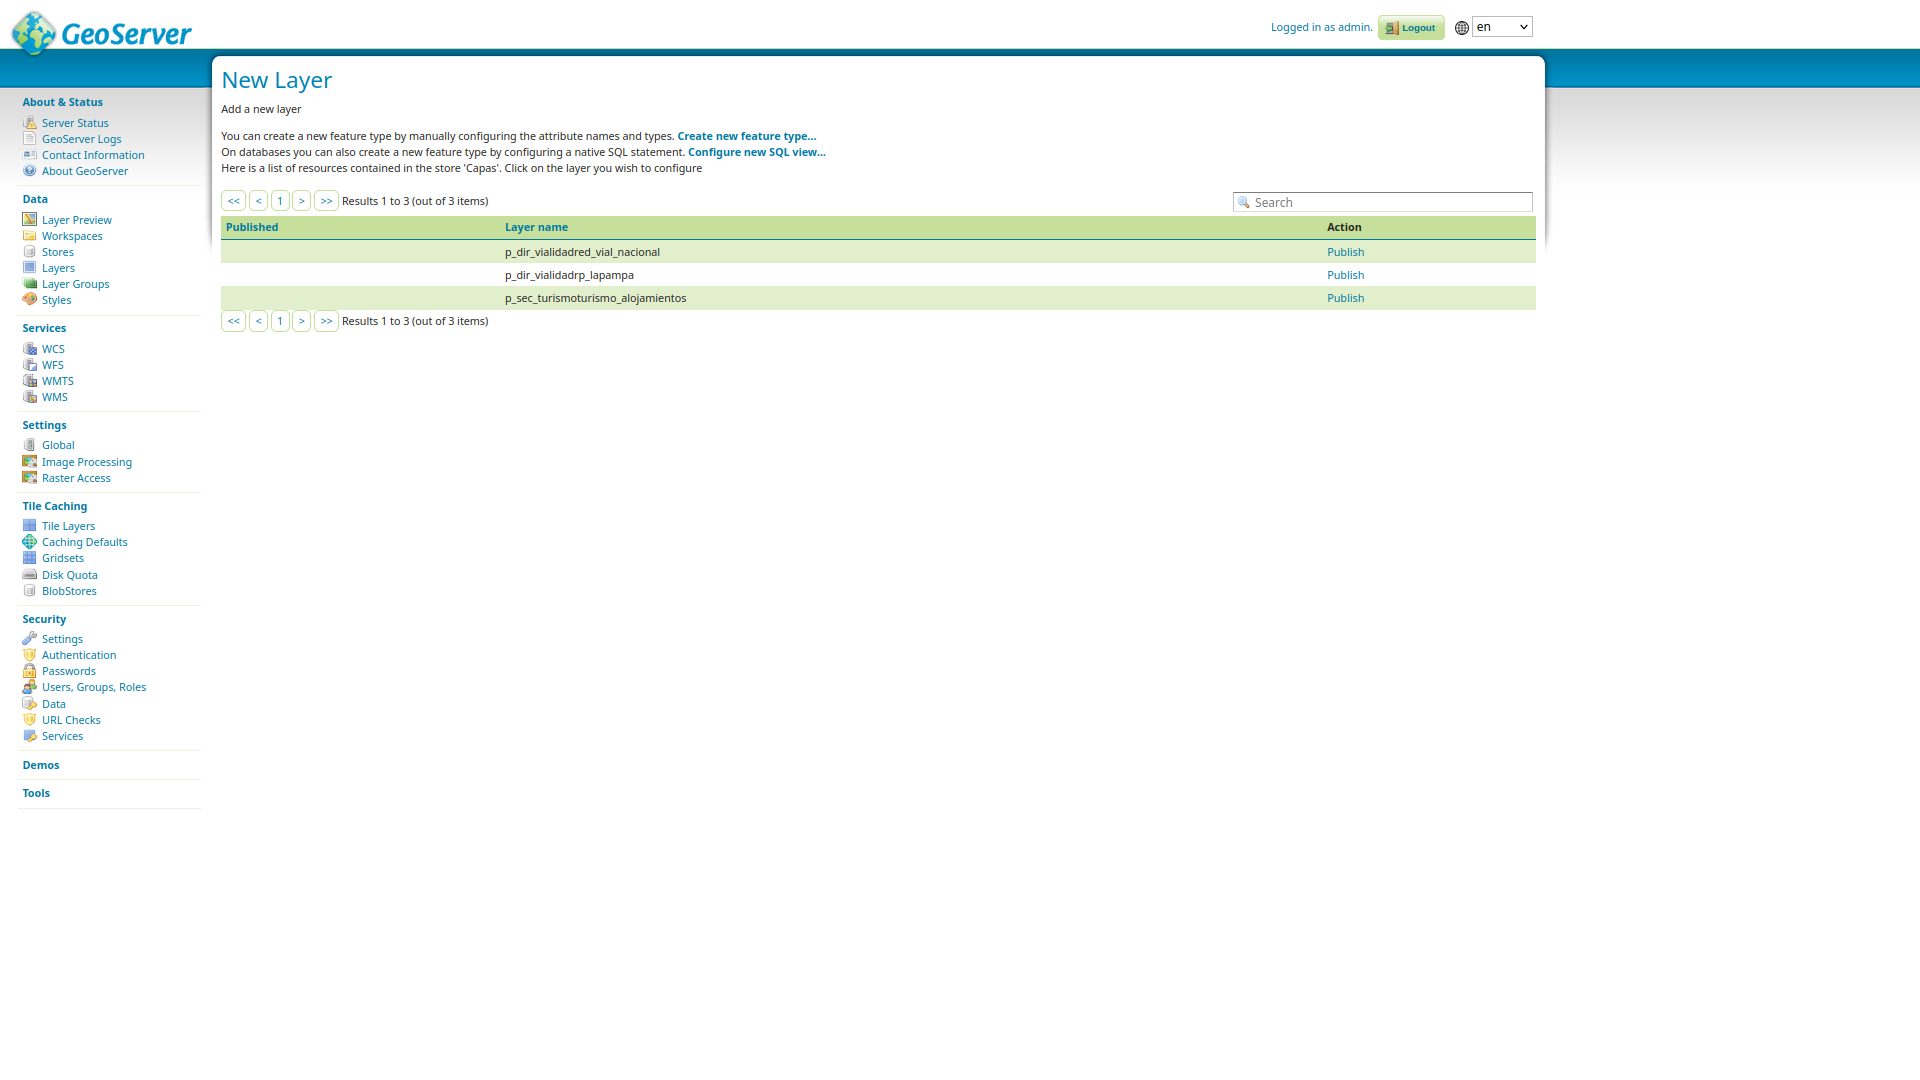 GeoServer
Logged in as admin.
Logout
en
New Layer
Add a new layer
You can create a new feature type by manually configuring the attribute names and types. Create new feature type...
On databases you can also create a new feature type by configuring a native SQL statement. Configure new SQL view...
Here is a list of resources contained in the store 'Capas'. Click on the layer you wish to configure
<< < 1 > >> Results 1 to 3 (out of 3 items)
Search
Published Layer name Action
p_dir_vialidadred_vial_nacional Publish
p_dir_vialidadrp_lapampa Publish
p_sec_turismoturismo_alojamientos Publish
<< < 1 > >> Results 1 to 3 (out of 3 items)
About & Status
Server Status
GeoServer Logs
Contact Information
About GeoServer
Data
Layer Preview
Workspaces
Stores
Layers
Layer Groups
Styles
Services
WCS
WFS
WMTS
WMS
Settings
Global
Image Processing
Raster Access
Tile Caching
Tile Layers
Caching Defaults
Gridsets
Disk Quota
BlobStores
Security
Settings
Authentication
Passwords
Users, Groups, Roles
Data
URL Checks
Services
Demos
Tools